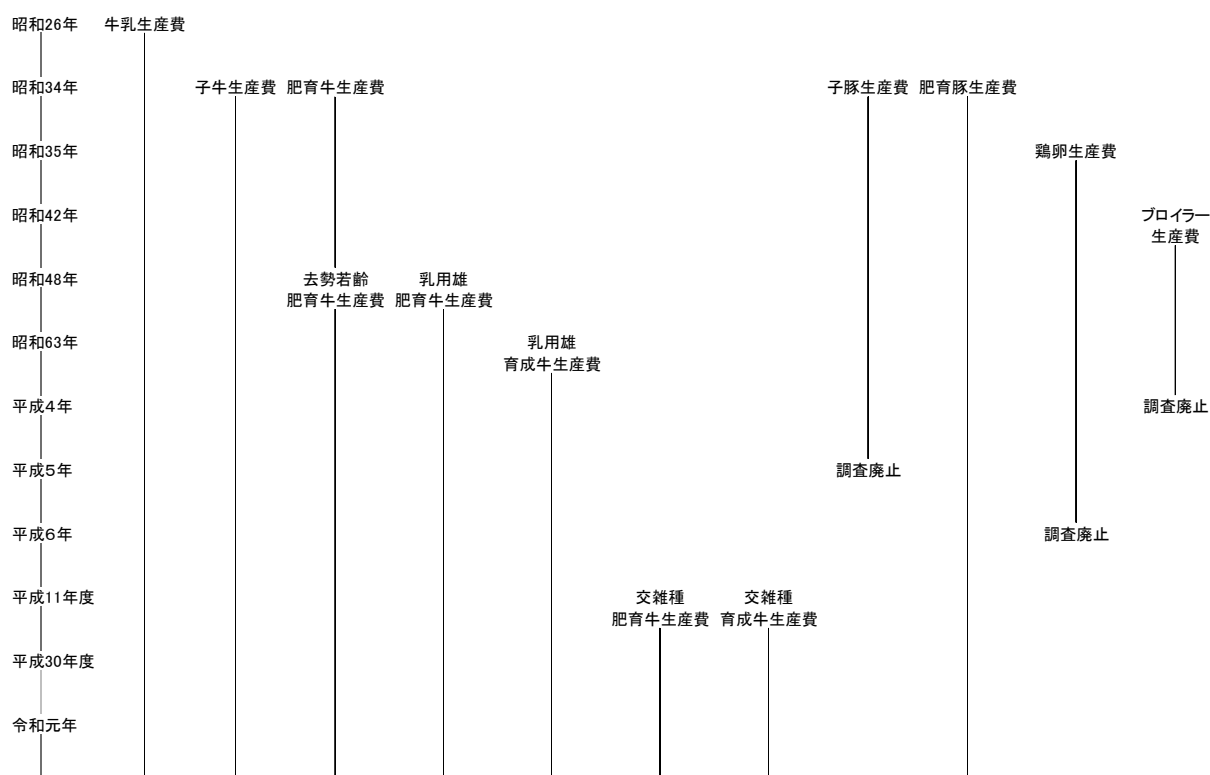 昭和26年 牛乳生産費
昭和34年 子牛生産費 肥育牛生産費 子豚生産費 肥育豚生産費
昭和35年 鶏卵生産費
昭和42年 ブロイラー
生産費
昭和48年 去勢若齢 乳用雄
肥育牛生産費 肥育牛生産費
昭和63年 乳用雄
育成牛生産費
平成4年 調査廃止
平成5年 調査廃止
平成6年 調査廃止
平成11年度 交雑種 交雑種
肥育牛生産費 育成牛生産費
平成30年度
令和元年